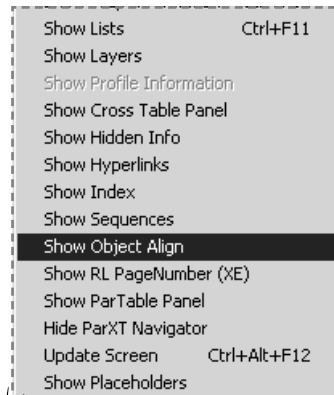 Show Lists Ctrl+F11
Show Layers
Show Profile Information
Show Cross Table Panel
Show Hidden Info
Show Hyperlinks
Show Index
Show Sequences
Show Object Align
Show RL PageNumber (XE)
Show ParTable Panel
Hide ParXT Navigator
Update Screen Ctrl+Alt+F12
Show Placeholders